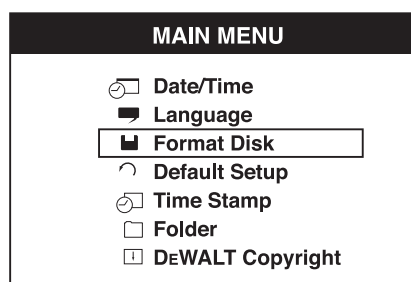 MAIN MENU
Date/Time
Language
Format Disk
Default Setup
Time Stamp
Folder
DEWALT Copyright